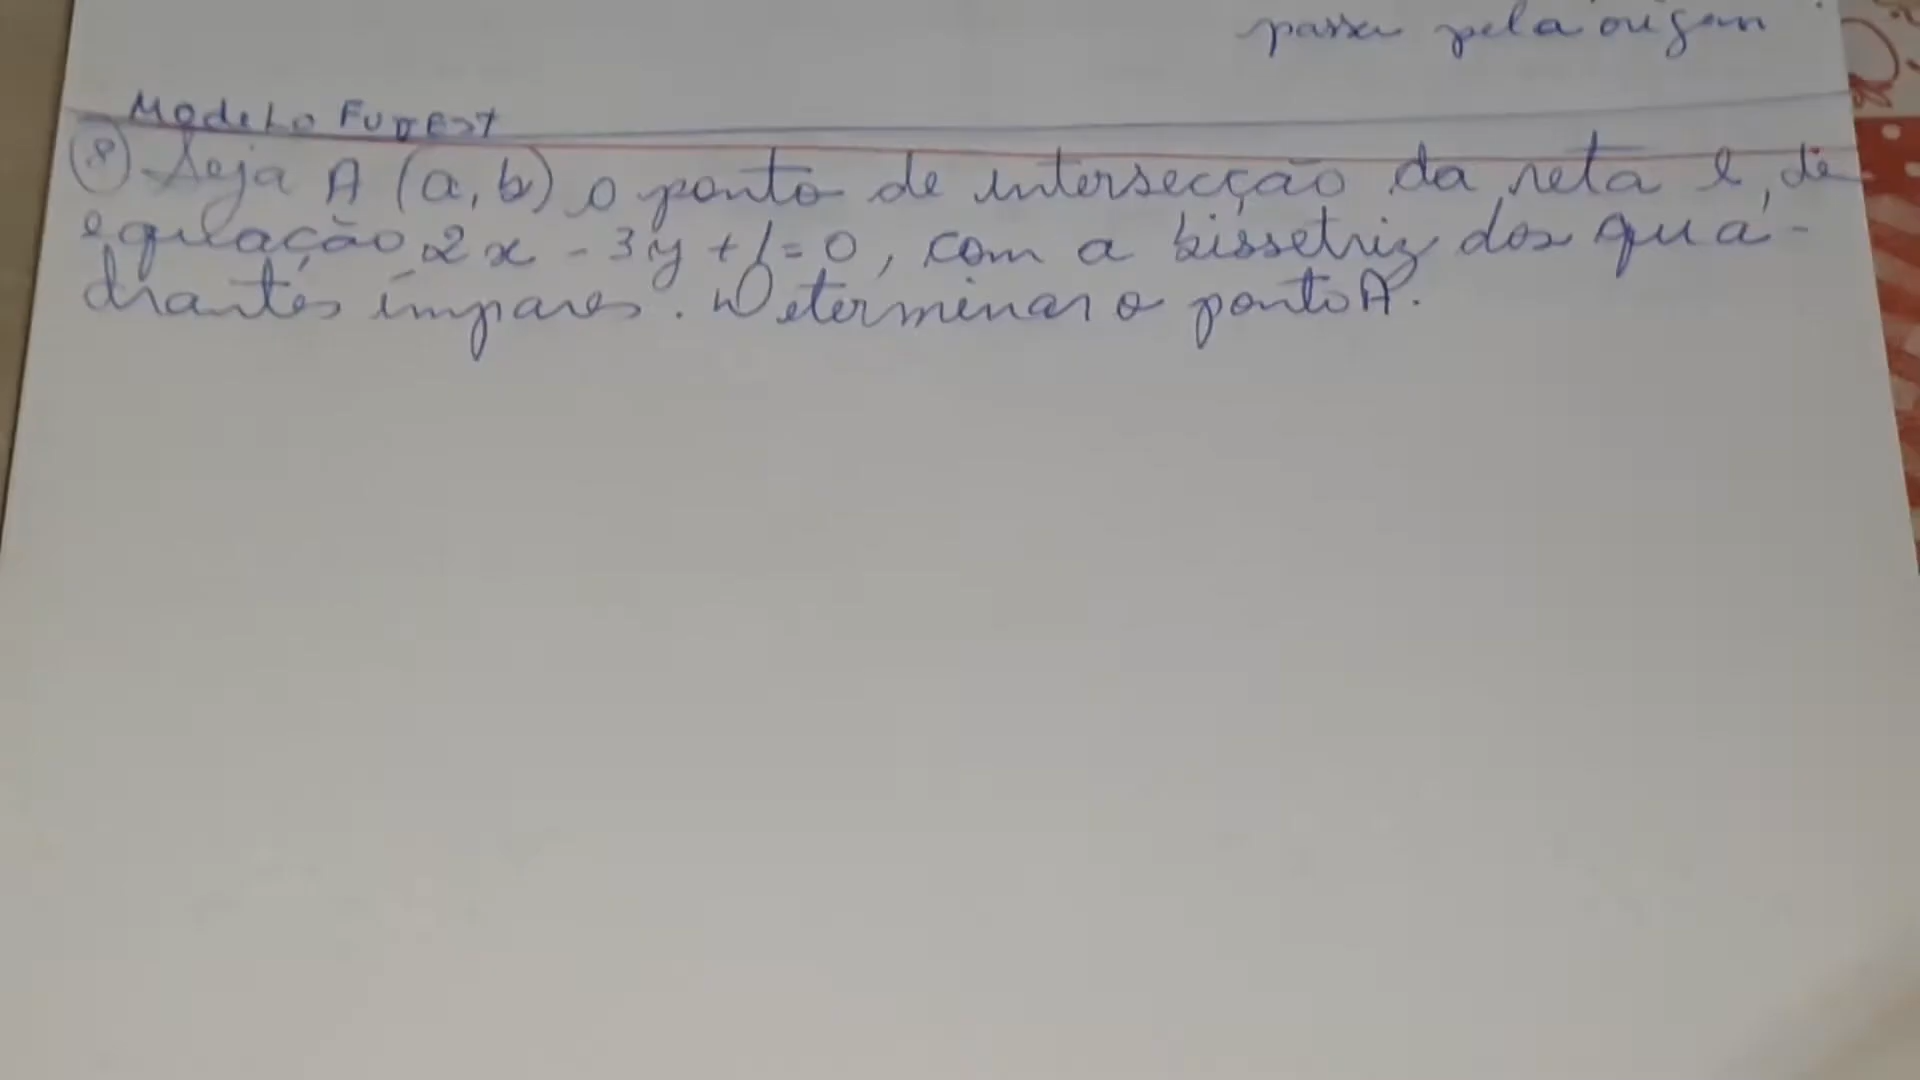 passa pela origem
Modelo Fuvest
8) Seja A (a, b) o ponto de intersecção da reta l, de
equação 2x - 3y + 1 = 0, com a bissetriz dos quá-
drantes ímpares. Determinar o ponto A.